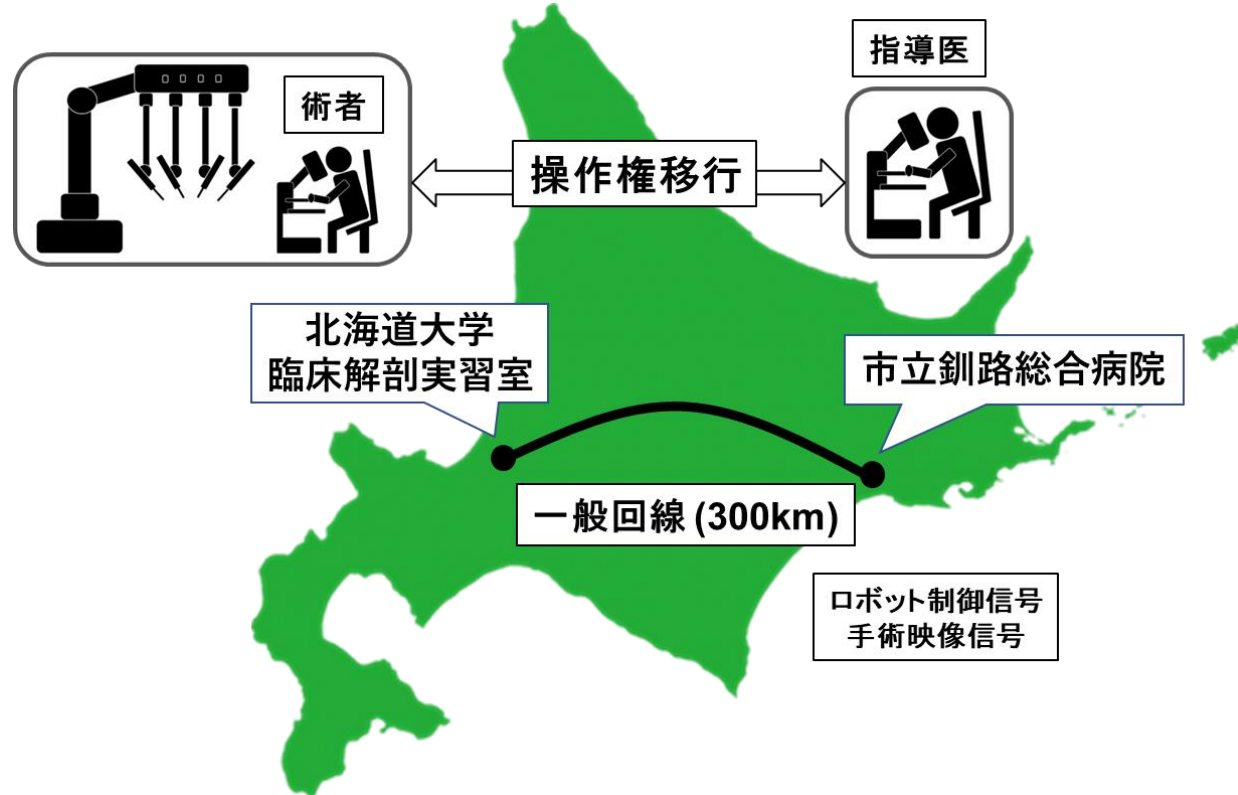 指導医
術者
操作権移行
北海道大学
臨床解剖実習室
市立釧路総合病院
一般回線 (300km)
ロボット制御信号
手術映像信号